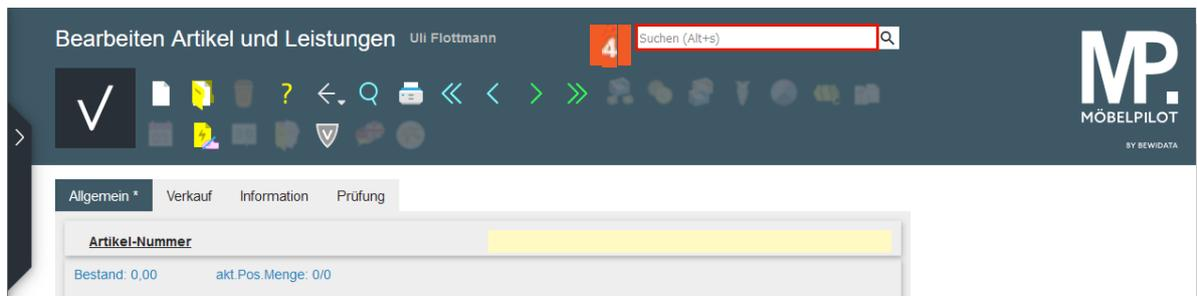 Bearbeiten Artikel und Leistungen Uli Flottmann
4
Suchen (Alt+s)
MP.
MÖBELPILOT
BY BEWIDATA
Allgemein * Verkauf Information Prüfung
Artikel-Nummer
Bestand: 0,00 akt.Pos.Menge: 0/0